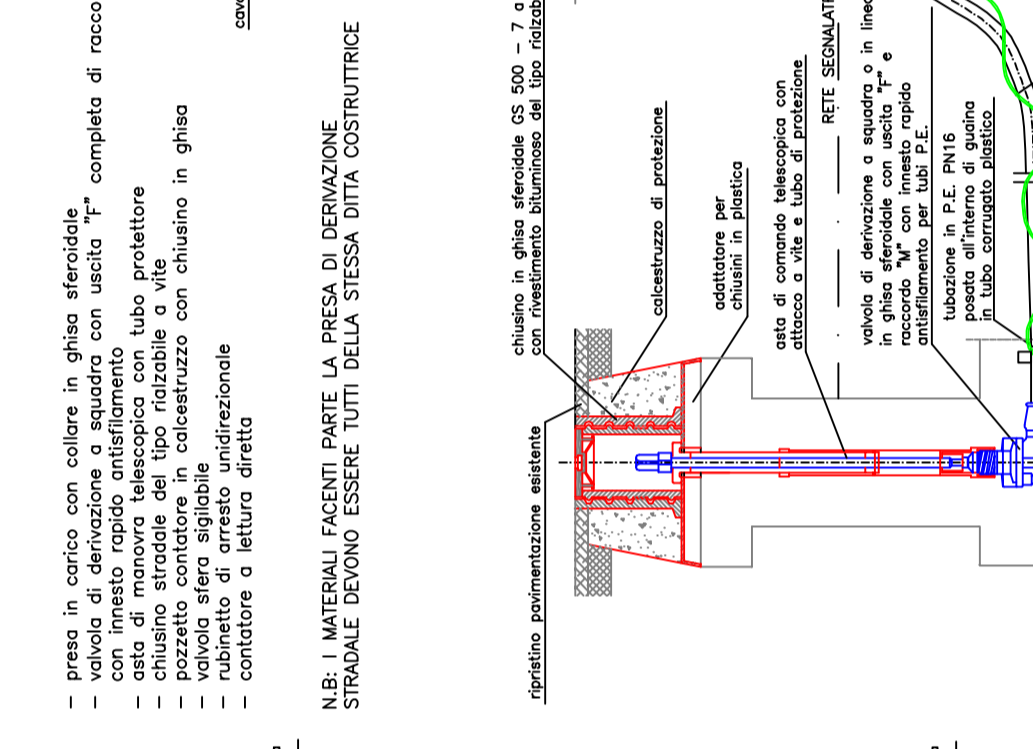 - presa in carico con collare in ghisa sferoidale
- valvola di derivazione a squadra con uscita "F" completa di racco
con innesto rapido antisfilamento
- asta di manovra telescopica con tubo protettore
- chiusino stradale del tipo rialzabile a vite
- pozzetto contatore in calcestruzzo con chiusino in ghisa
- valvola sfera sigilabile
- rubinetto di arresto unidirezionale
- contatore a lettura diretta
N.B: I MATERIALI FACENTI PARTE LA PRESA DI DERIVAZIONE
STRADALE DEVONO ESSERE TUTTI DELLA STESSA DITTA COSTRUTTRICE
ripristino pavimentazione esistente
chiusino in ghisa sferoidale GS 500 - 7 a
con rivestimento bituminoso del tipo rialzab
calcestruzzo di protezione
adattatore per
chiusini in plastica
asta di comando telescopica con
attacco a vite e tubo di protezione
RETE SEGNALAT
valvola di derivazione a squadra o in linea
in ghisa sferoidale con uscita "F" e
raccordo "M" con innesto rapido
antisfilamento per tubi P.E.
tubazione in P.E. PN16
posata all'interno di guaina
in tubo corrugato plastico